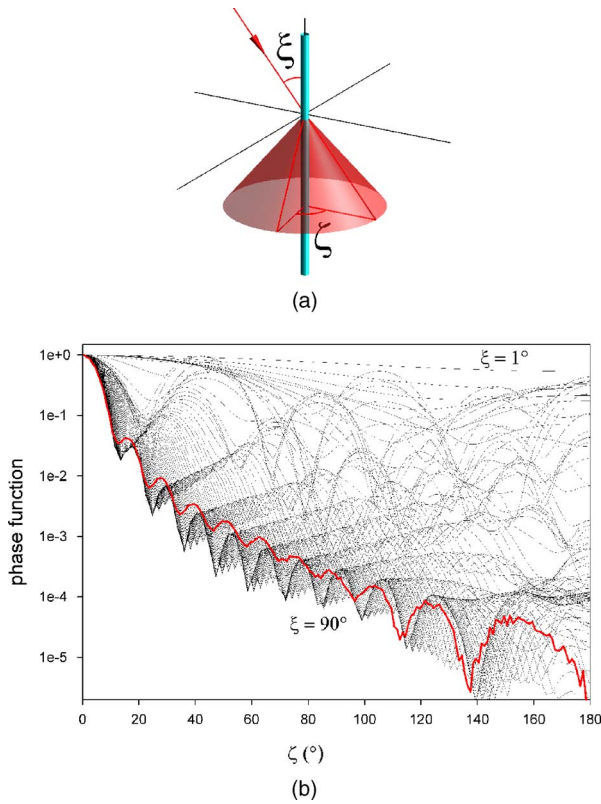 ξ
ζ
(a)
1e+0
1e-1
1e-2
1e-3
1e-4
1e-5
phase function
ξ = 1°
ξ = 90°
0 20 40 60 80 100 120 140 160 180
ζ (°)
(b)